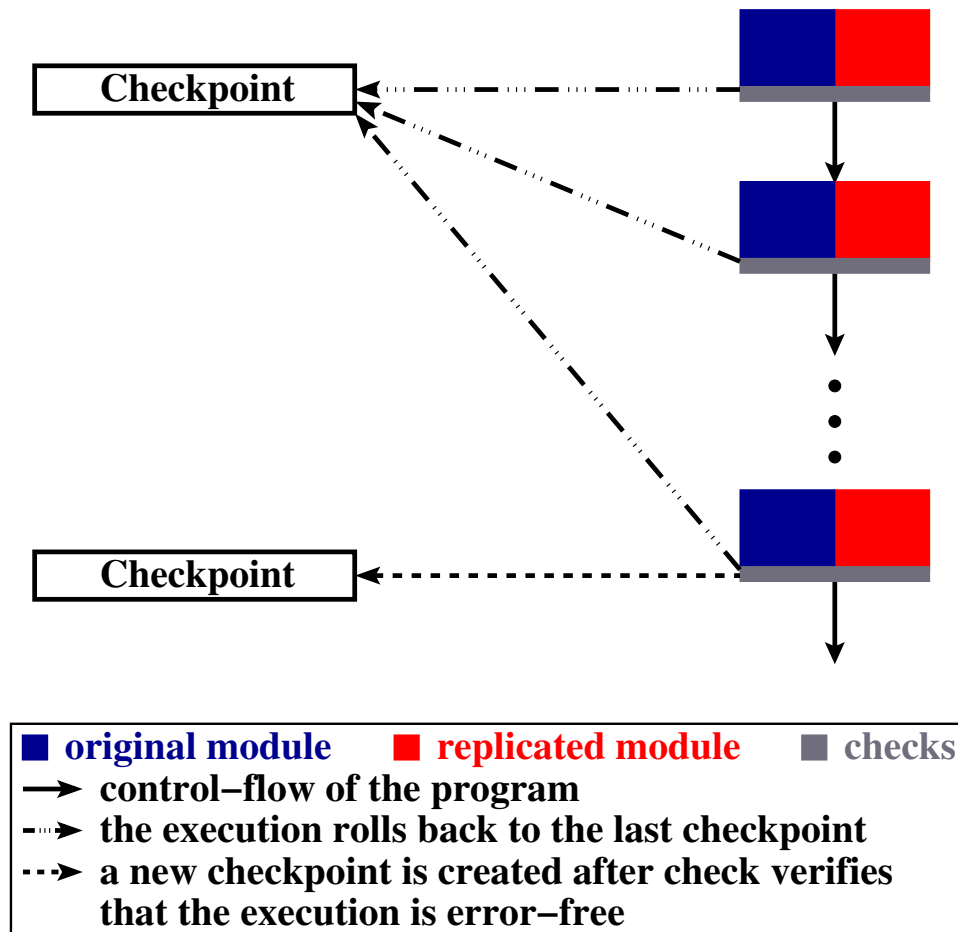 Checkpoint
Checkpoint
original module replicated module checks
control–flow of the program
the execution rolls back to the last checkpoint
a new checkpoint is created after check verifies
that the execution is error–free